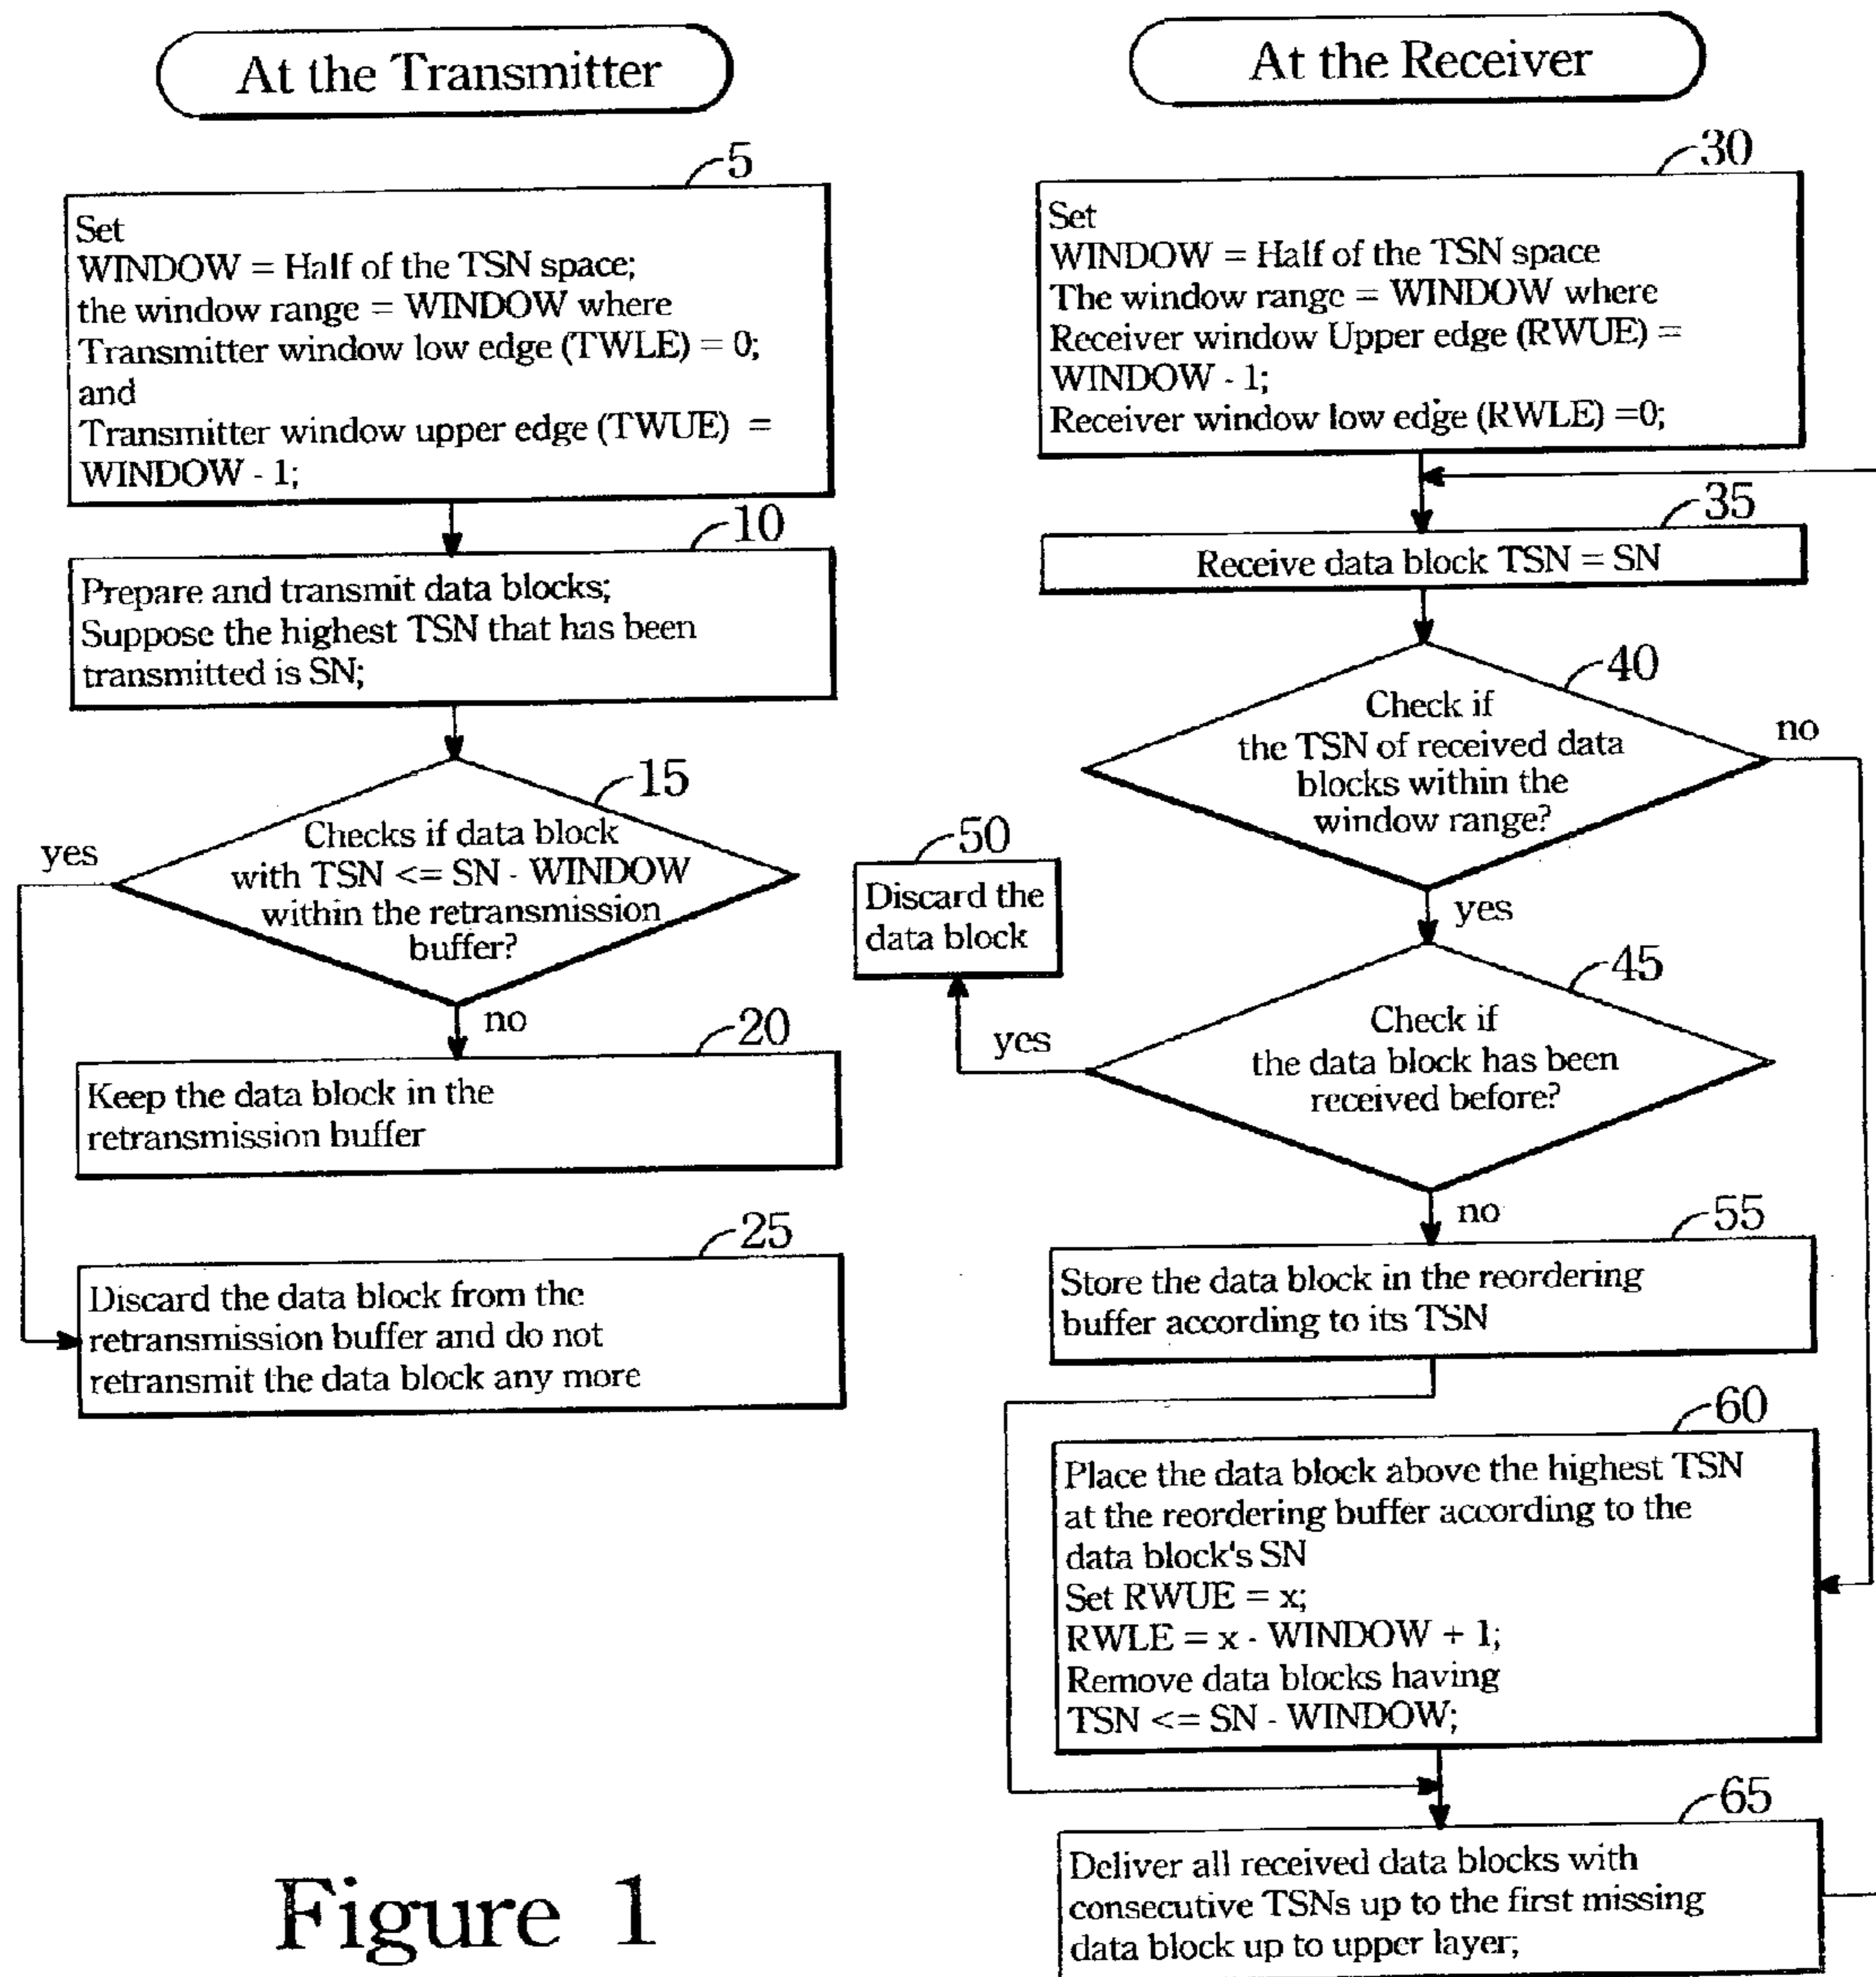 At the Transmitter
5
Set
WINDOW = Half of the TSN space;
the window range = WINDOW where
Transmitter window low edge (TWLE) = 0;
and
Transmitter window upper edge (TWUE) =
WINDOW - 1;
10
Prepare and transmit data blocks;
Suppose the highest TSN that has been
transmitted is SN;
15
Checks if data block
with TSN <= SN - WINDOW
within the retransmission
buffer?
yes
no
20
Keep the data block in the
retransmission buffer
25
Discard the data block from the
retransmission buffer and do not
retransmit the data block any more
At the Receiver
30
Set
WINDOW = Half of the TSN space
The window range = WINDOW where
Receiver window Upper edge (RWUE) =
WINDOW - 1;
Receiver window low edge (RWLE) =0;
35
Receive data block TSN = SN
40
Check if
the TSN of received data
blocks within the
window range?
no
yes
45
Check if
the data block has been
received before?
yes
50
Discard the
data block
no
55
Store the data block in the reordering
buffer according to its TSN
60
Place the data block above the highest TSN
at the reordering buffer according to the
data block's SN
Set RWUE = x;
RWLE = x - WINDOW + 1;
Remove data blocks having
TSN <= SN - WINDOW;
65
Deliver all received data blocks with
consecutive TSNs up to the first missing
data block up to upper layer;
Figure 1